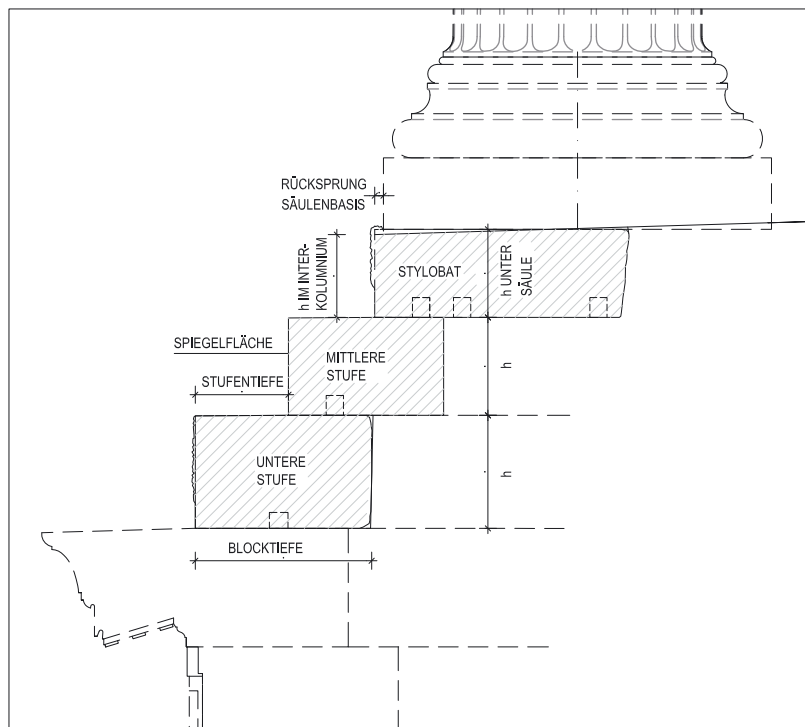 RÜCKSPRUNG
SÄULENBASIS
h IM INTER-
KOLUMNIUM
STYLOBAT
h UNTER
SÄULE
SPIEGELFLÄCHE
MITTLERE
STUFE
h
STUFENTIEFE
UNTERE
STUFE
h
BLOCKTIEFE